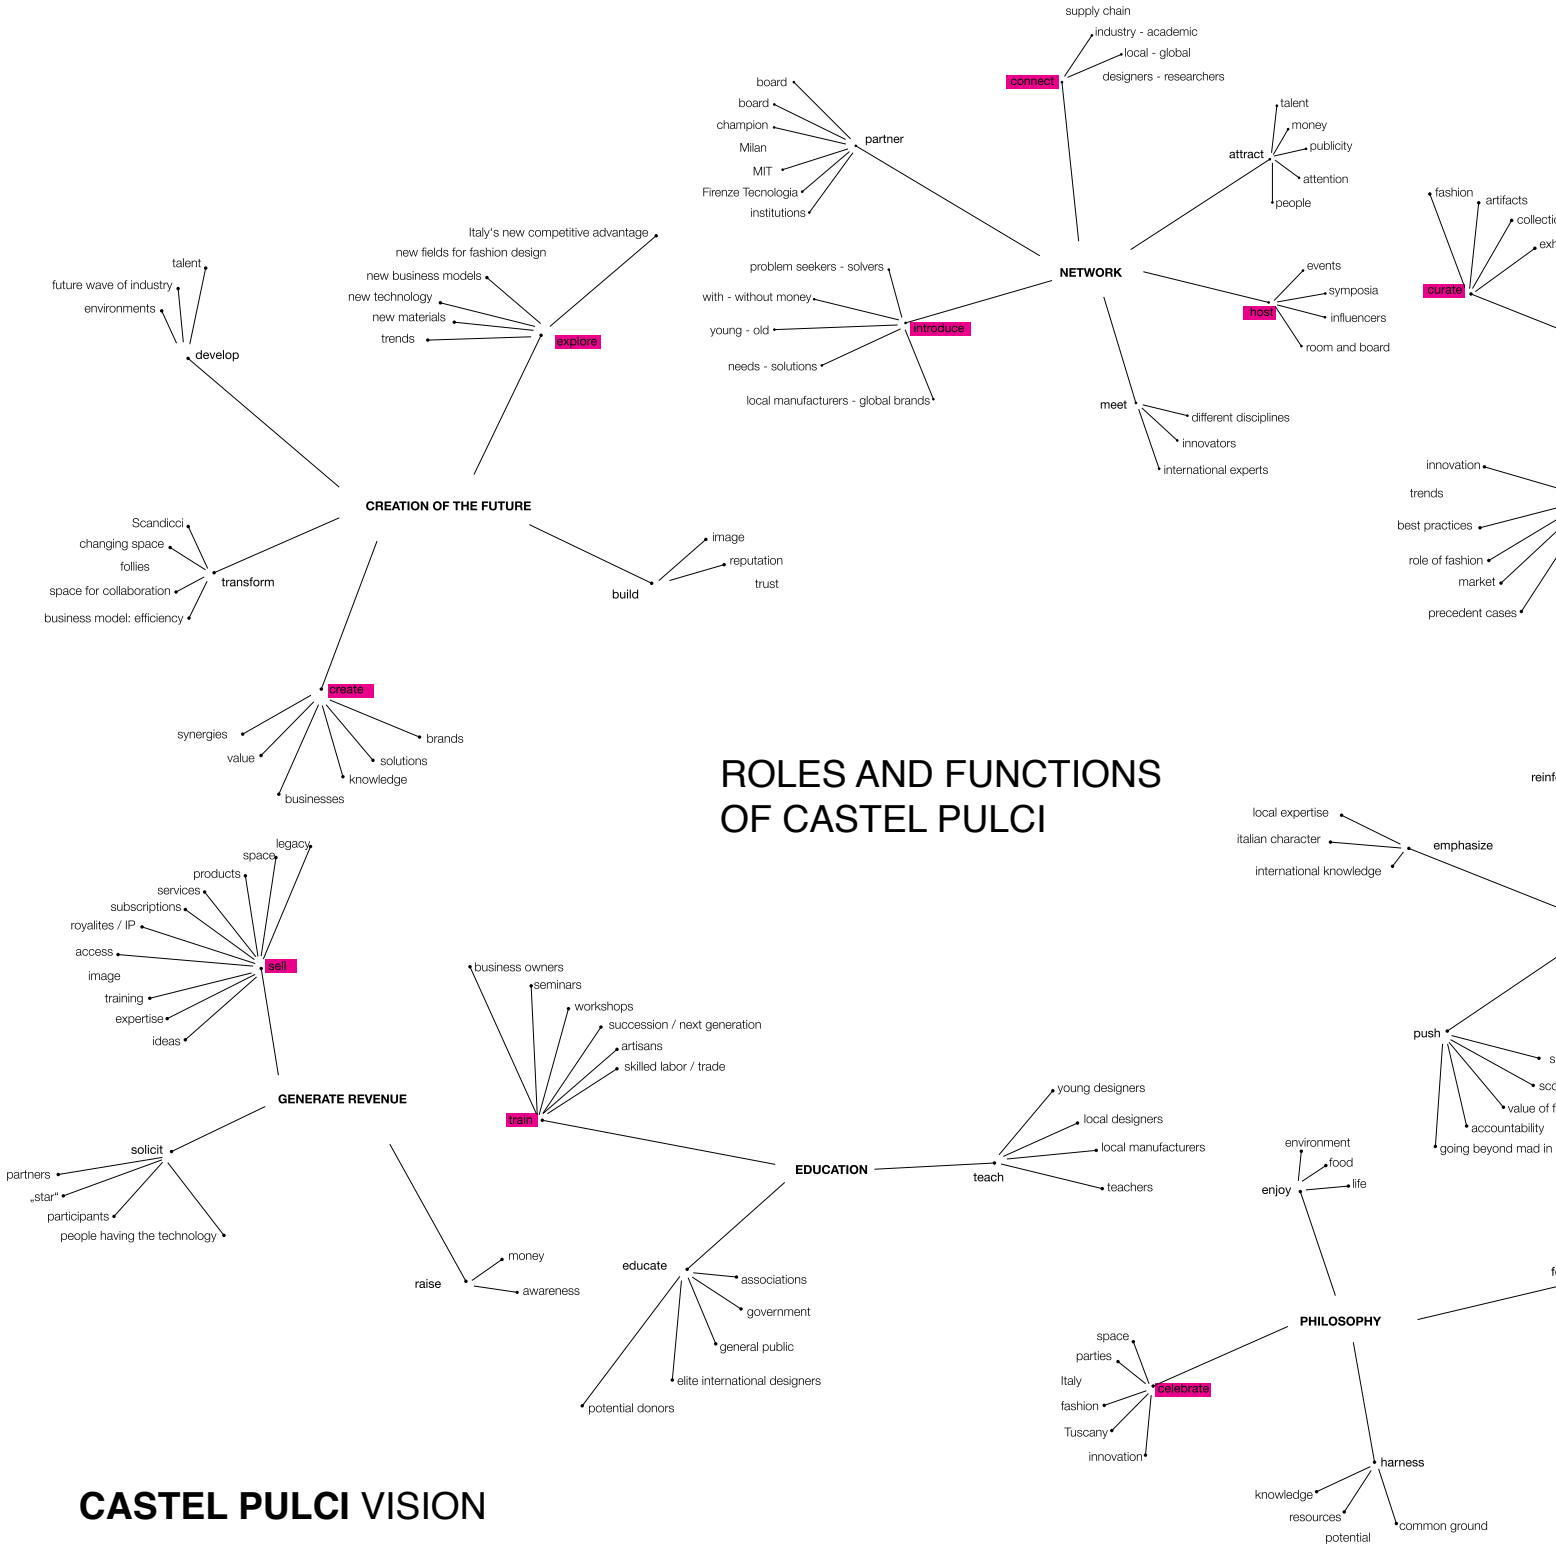 supply chain
industry - academic
local - global
connect
designers - researchers
board
board
champion
Milan
MIT
Firenze Tecnologia
institutions
partner
talent
money
publicity
attract
attention
people
fashion
artifacts
collectic
exh
curate
NETWORK
problem seekers - solvers
with - without money
young - old
introduce
needs - solutions
local manufacturers - global brands
events
symposia
host
influencers
room and board
meet
different disciplines
innovators
international experts
Italy's new competitive advantage
new fields for fashion design
new business models
new technology
new materials
trends
explore
talent
future wave of industry
environments
develop
CREATION OF THE FUTURE
Scandicci
changing space
follies
space for collaboration
business model: efficiency
transform
image
reputation
trust
build
create
synergies
value
businesses
knowledge
solutions
brands
innovation
trends
best practices
role of fashion
market
precedent cases
ROLES AND FUNCTIONS
OF CASTEL PULCI
reinf
local expertise
italian character
international knowledge
emphasize
legacy
space
products
services
subscriptions
royalites / IP
access
image
training
expertise
ideas
sell
GENERATE REVENUE
solicit
partners
„star“
participants
people having the technology
raise
money
awareness
business owners
seminars
workshops
succession / next generation
artisans
skilled labor / trade
train
EDUCATION
teach
young designers
local designers
local manufacturers
teachers
educate
associations
government
general public
elite international designers
potential donors
push
s
sco
value of f
accountability
going beyond mad in
environment
food
life
enjoy
fo
PHILOSOPHY
space
parties
Italy
fashion
Tuscany
innovation
celebrate
harness
knowledge
resources
potential
common ground
CASTEL PULCI VISION